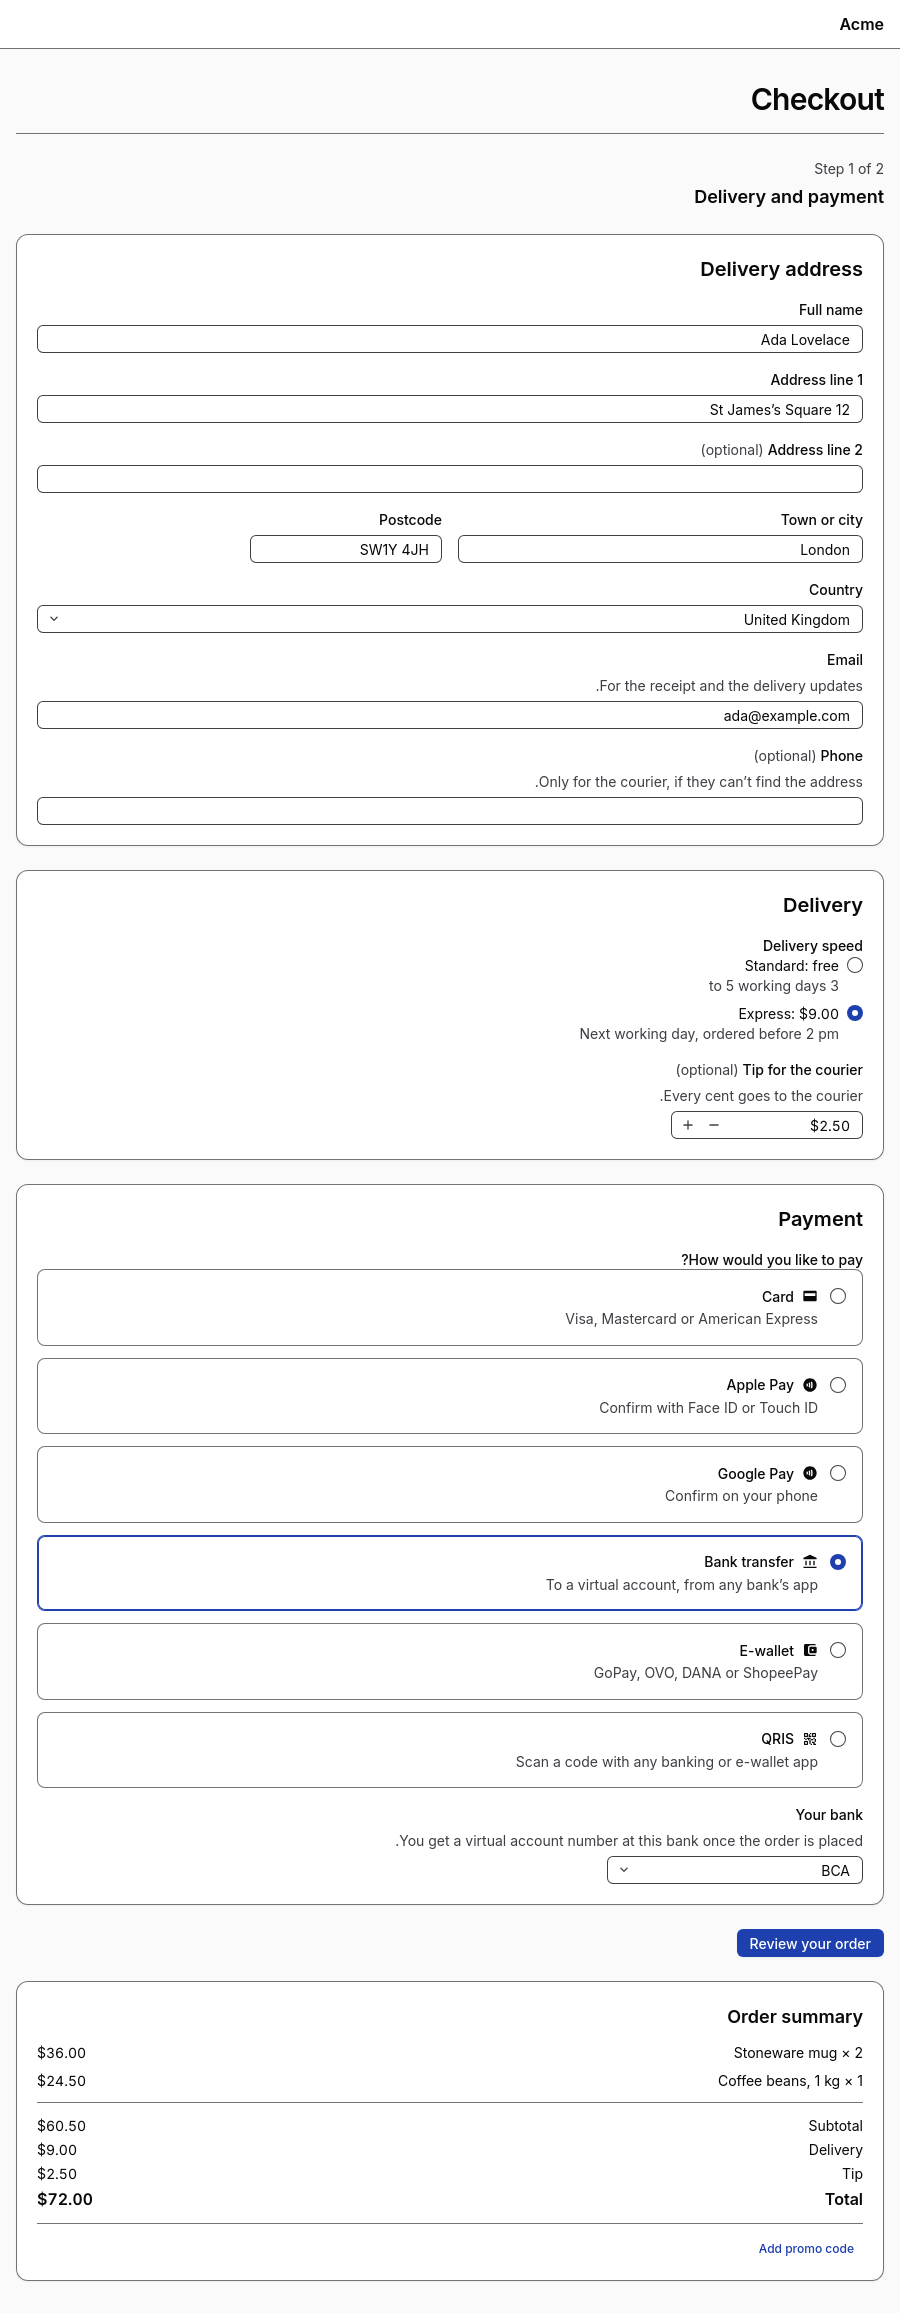 Acme
Checkout
Step 1 of 2
Delivery and payment
Delivery address
Full name
Ada Lovelace
Address line 1
St James’s Square 12
Address line 2 (optional)
Town or city
London
Postcode
SW1Y 4JH
Country
United Kingdom
Email
For the receipt and the delivery updates.
ada@example.com
Phone (optional)
Only for the courier, if they can’t find the address.
Delivery
Delivery speed
Standard: free
3 to 5 working days
Express: $9.00
Next working day, ordered before 2 pm
Tip for the courier (optional)
Every cent goes to the courier.
$2.50
Payment
How would you like to pay?
Card
Visa, Mastercard or American Express
Apple Pay
Confirm with Face ID or Touch ID
Google Pay
Confirm on your phone
Bank transfer
To a virtual account, from any bank’s app
E-wallet
GoPay, OVO, DANA or ShopeePay
QRIS
Scan a code with any banking or e-wallet app
Your bank
You get a virtual account number at this bank once the order is placed.
BCA
Review your order
Order summary
Stoneware mug × 2 $36.00
Coffee beans, 1 kg × 1 $24.50
Subtotal $60.50
Delivery $9.00
Tip $2.50
Total $72.00
Add promo code